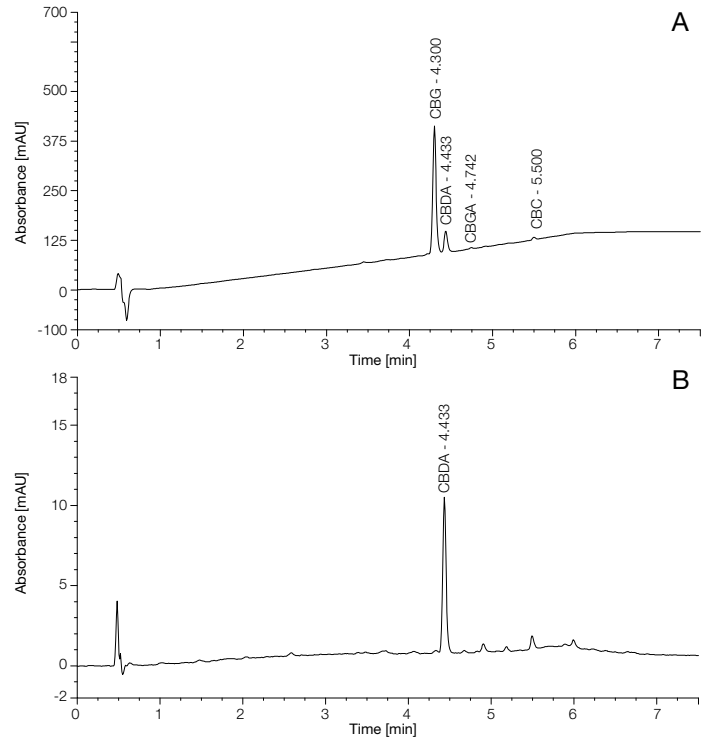 A
700
500
375
250
125
0
-100
Absorbance [mAU]
CBG - 4.300
CBDA - 4.433
CBGA - 4.742
CBC - 5.500
0 1 2 3 4 5 6 7
Time [min]
B
18
15
10
5
0
-2
Absorbance [mAU]
CBDA - 4.433
0 1 2 3 4 5 6 7
Time [min]